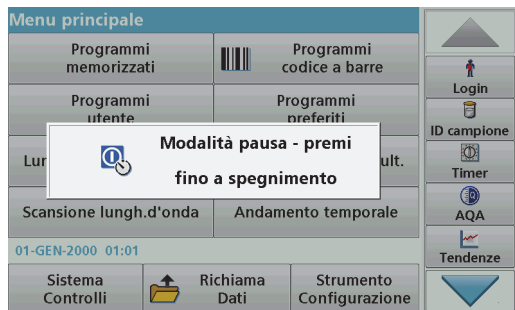 Menu principale
Programmi
memorizzati
Programmi
codice a barre
Programmi
utente
Programmi
preferiti
Modalità pausa - premi
fino a spegnimento
Scansione lungh.d'onda
Andamento temporale
01-GEN-2000 01:01
Sistema
Controlli
Richiama
Dati
Strumento
Configurazione
Login
ID campione
Timer
AQA
Tendenze